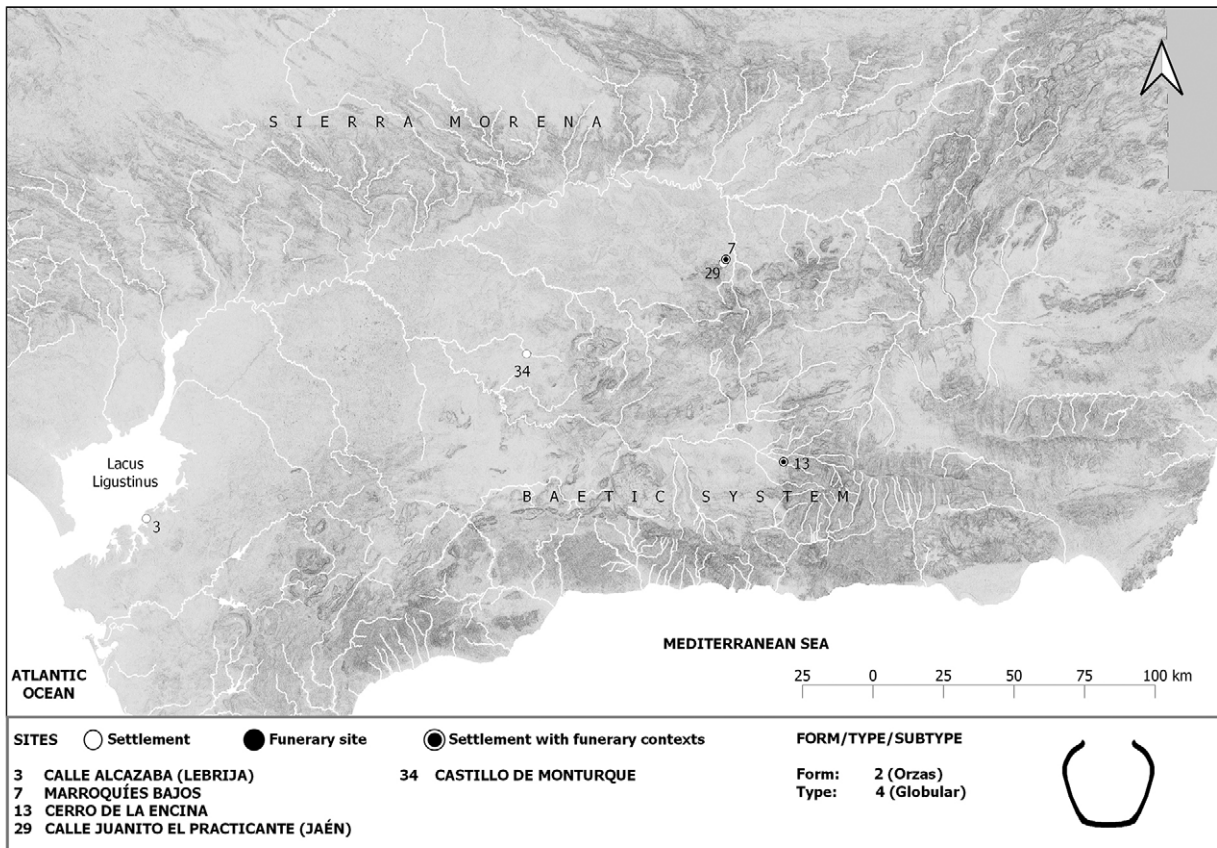 SIERRA MORENA
7
29
34
Lacus
Ligustinus
13
BAETIC SYSTEM
3
MEDITERRANEAN SEA
ATLANTIC
OCEAN
25 0 25 50 75 100 km
SITES Settlement Funerary site Settlement with funerary contexts
3 CALLE ALCAZABA (LEBRIJA)
7 MARROQUÍES BAJOS
13 CERRO DE LA ENCINA
29 CALLE JUANITO EL PRACTICANTE (JAÉN)
34 CASTILLO DE MONTURQUE
FORM/TYPE/SUBTYPE
Form: 2 (Orzas)
Type: 4 (Globular)